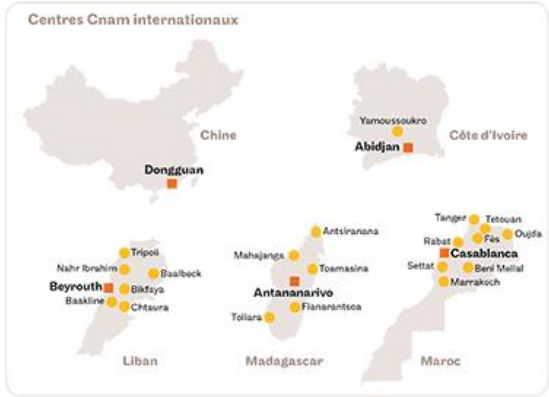 Centres Cnam internationaux
Chine
Dongguan
Yamoussoukro
Abidjan
Côte d'Ivoire
Tripoli
Nahr Ibrahim
Baalbeck
Beyrouth
Bikfaya
Baakline
Chtaura
Liban
Antsiranana
Mahajanga
Toamasina
Antananarivo
Fianarantsoa
Toliara
Madagascar
Tanger
Tetouan
Oujda
Rabat
Fès
Casablanca
Settat
Beni Mellal
Marrakech
Maroc